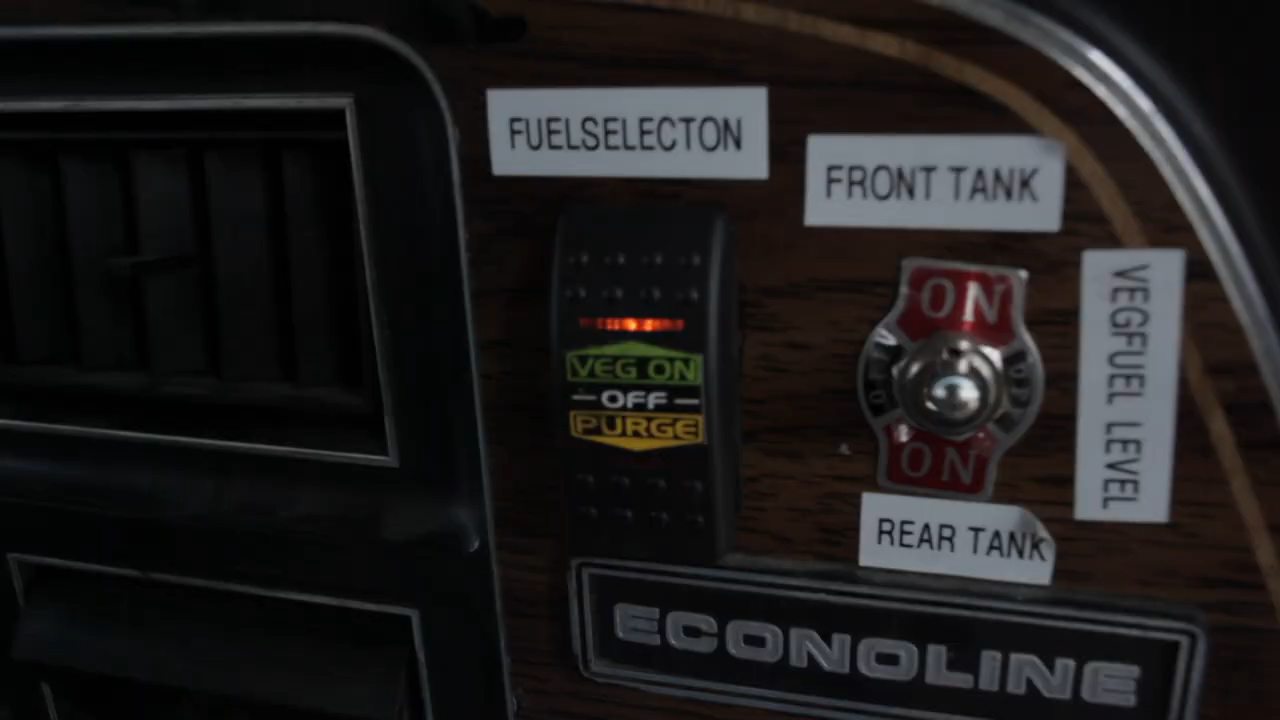 FUELSELECTON
FRONT TANK
VEG ON
OFF
PURGE
ON
ON
VEGFUEL LEVEL
REAR TANK
ECONOLINE